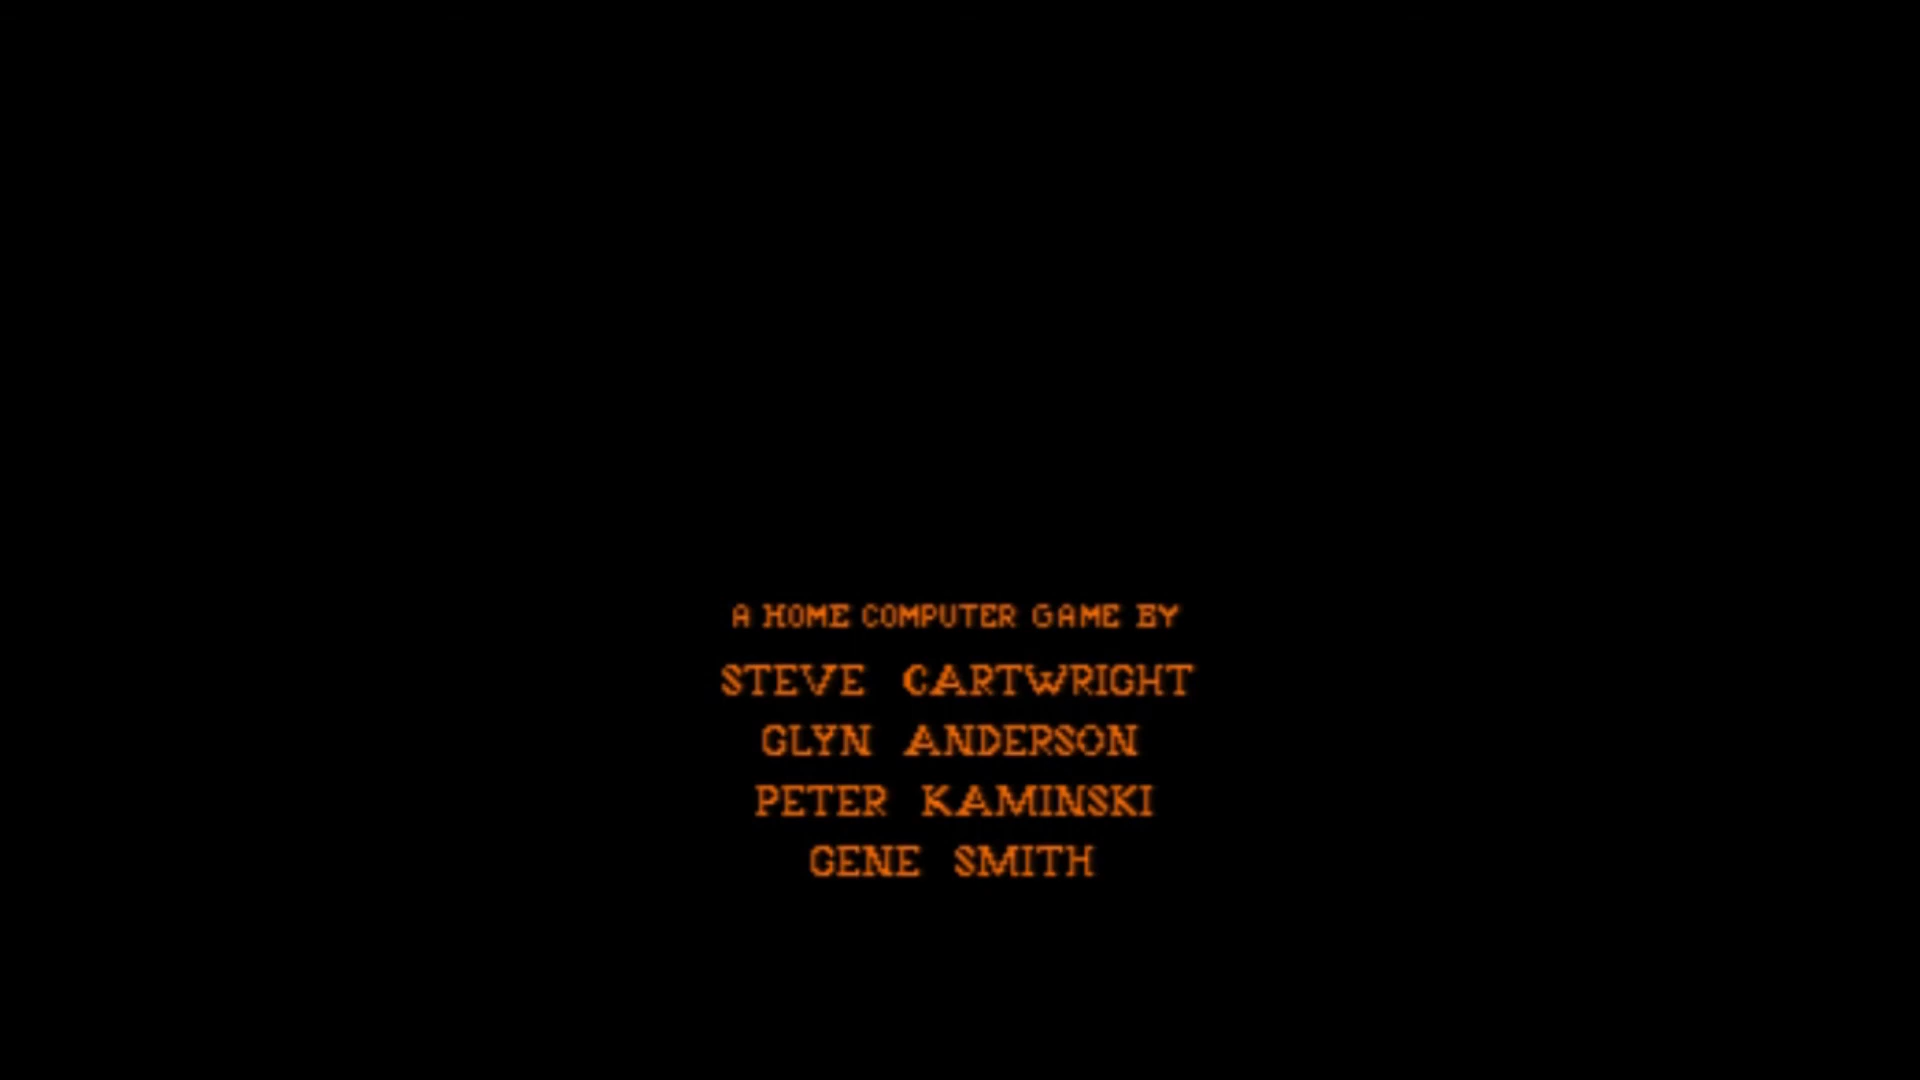 A HOME COMPUTER GAME BY
STEVE CARTWRIGHT
GLYN ANDERSON
PETER KAMINSKI
GENE SMITH